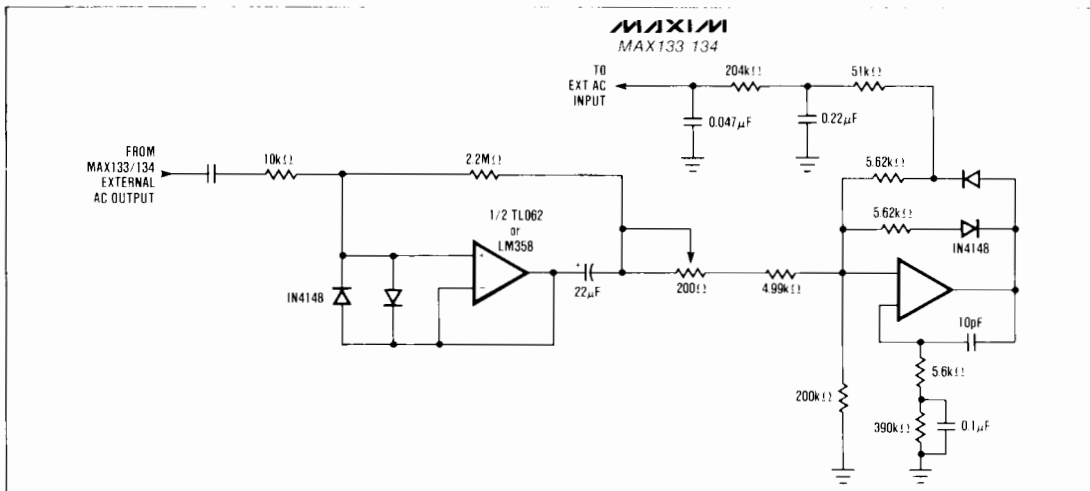 MAXIM
MAX133 134
TO
EXT AC
INPUT
204kΩ
51kΩ
0.047μF
0.22μF
FROM
MAX133/134
EXTERNAL
AC OUTPUT
10kΩ
2.2MΩ
5.62kΩ
5.62kΩ
1/2 TL062
or
LM358
+
−
IN4148
IN4148
+
22μF
200Ω
4.99kΩ
10pF
5.6kΩ
200kΩ
390kΩ
0.1μF